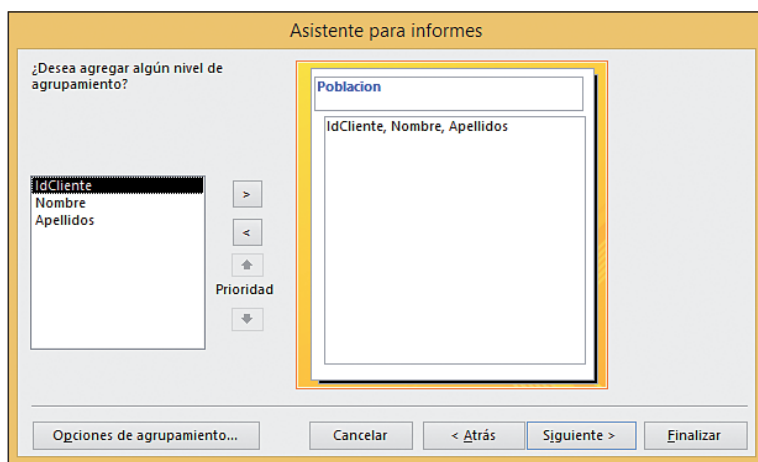 Asistente para informes
¿Desea agregar algún nivel de
agrupamiento?
IdCliente
Nombre
Apellidos
>
<
Prioridad
Poblacion
IdCliente, Nombre, Apellidos
Opciones de agrupamiento...
Cancelar
< Atrás
Siguiente >
Finalizar